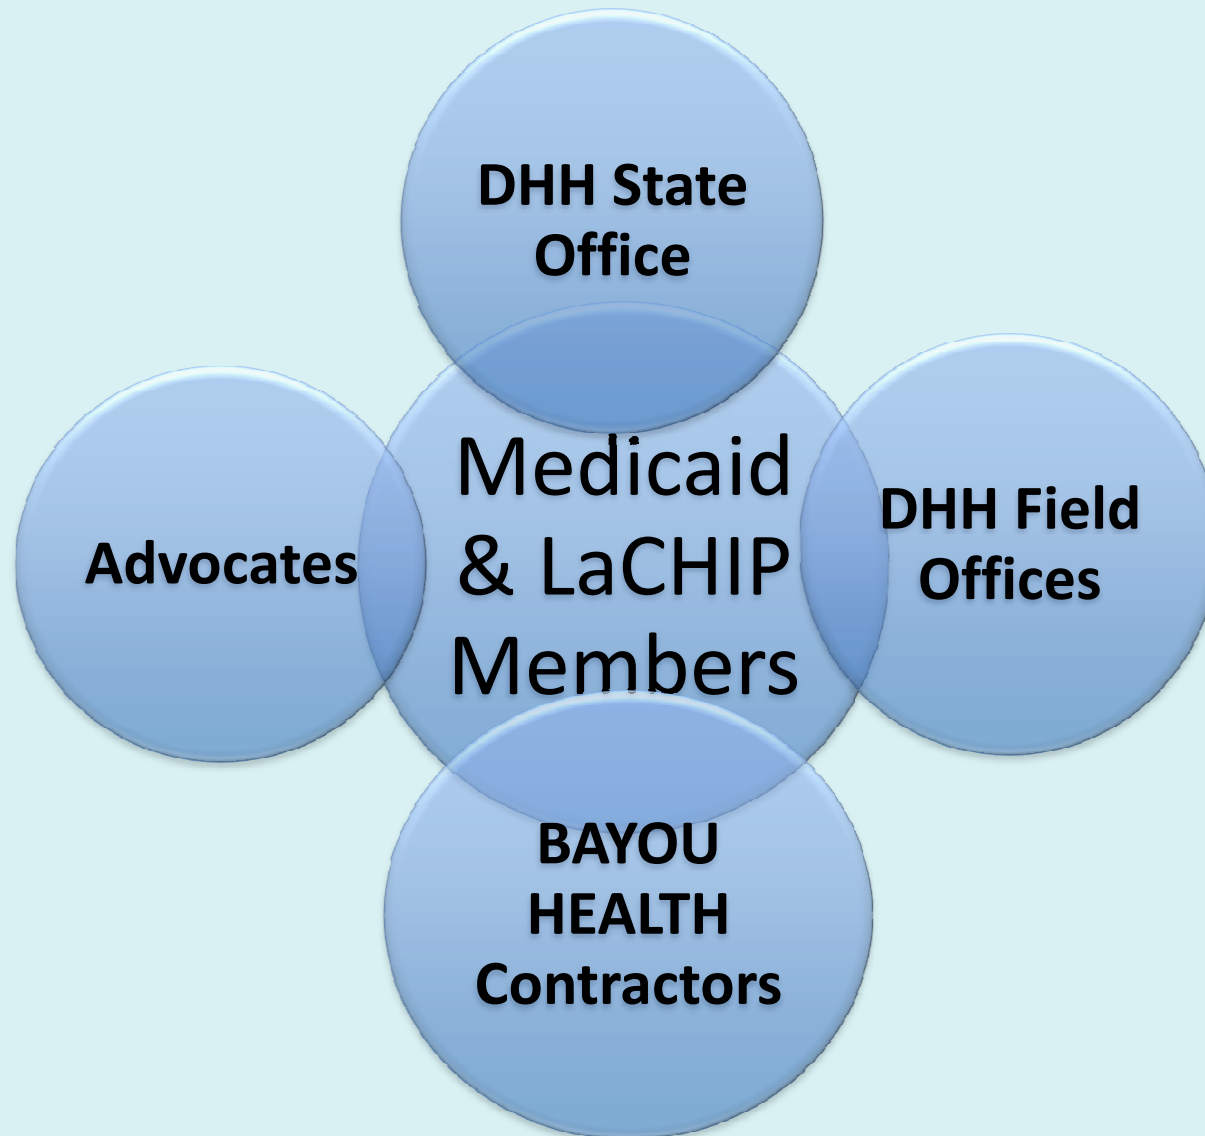 DHH State
Office
Medicaid
& LaCHIP
Members
Advocates
DHH Field
Offices
BAYOU
HEALTH
Contractors